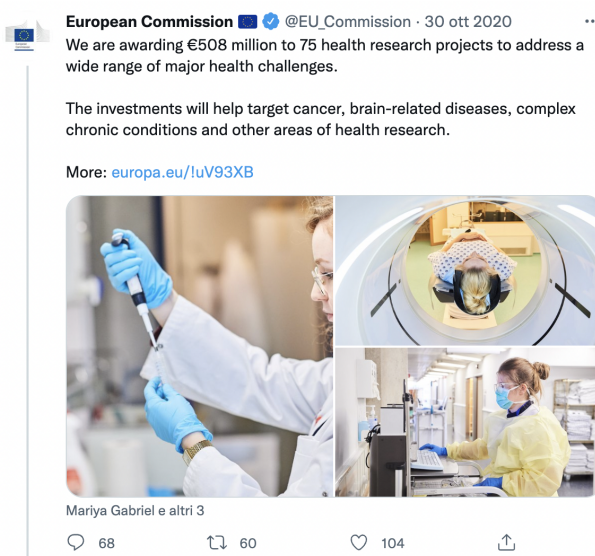 European Commission 🇪🇺 @EU_Commission · 30 ott 2020
We are awarding €508 million to 75 health research projects to address a
wide range of major health challenges.
The investments will help target cancer, brain-related diseases, complex
chronic conditions and other areas of health research.
More: europa.eu/!uV93XB
Mariya Gabriel e altri 3
68 60 104